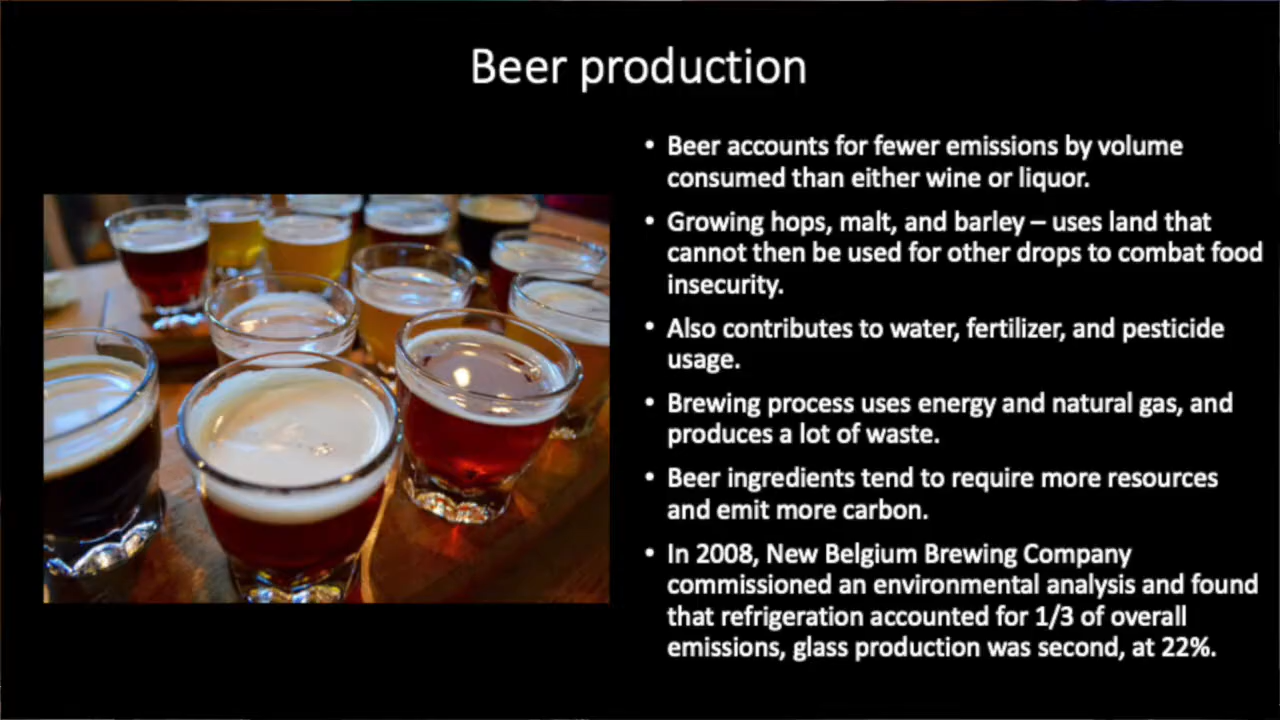 Beer production
• Beer accounts for fewer emissions by volume
consumed than either wine or liquor.
• Growing hops, malt, and barley – uses land that
cannot then be used for other drops to combat food
insecurity.
• Also contributes to water, fertilizer, and pesticide
usage.
• Brewing process uses energy and natural gas, and
produces a lot of waste.
• Beer ingredients tend to require more resources
and emit more carbon.
• In 2008, New Belgium Brewing Company
commissioned an environmental analysis and found
that refrigeration accounted for 1/3 of overall
emissions, glass production was second, at 22%.